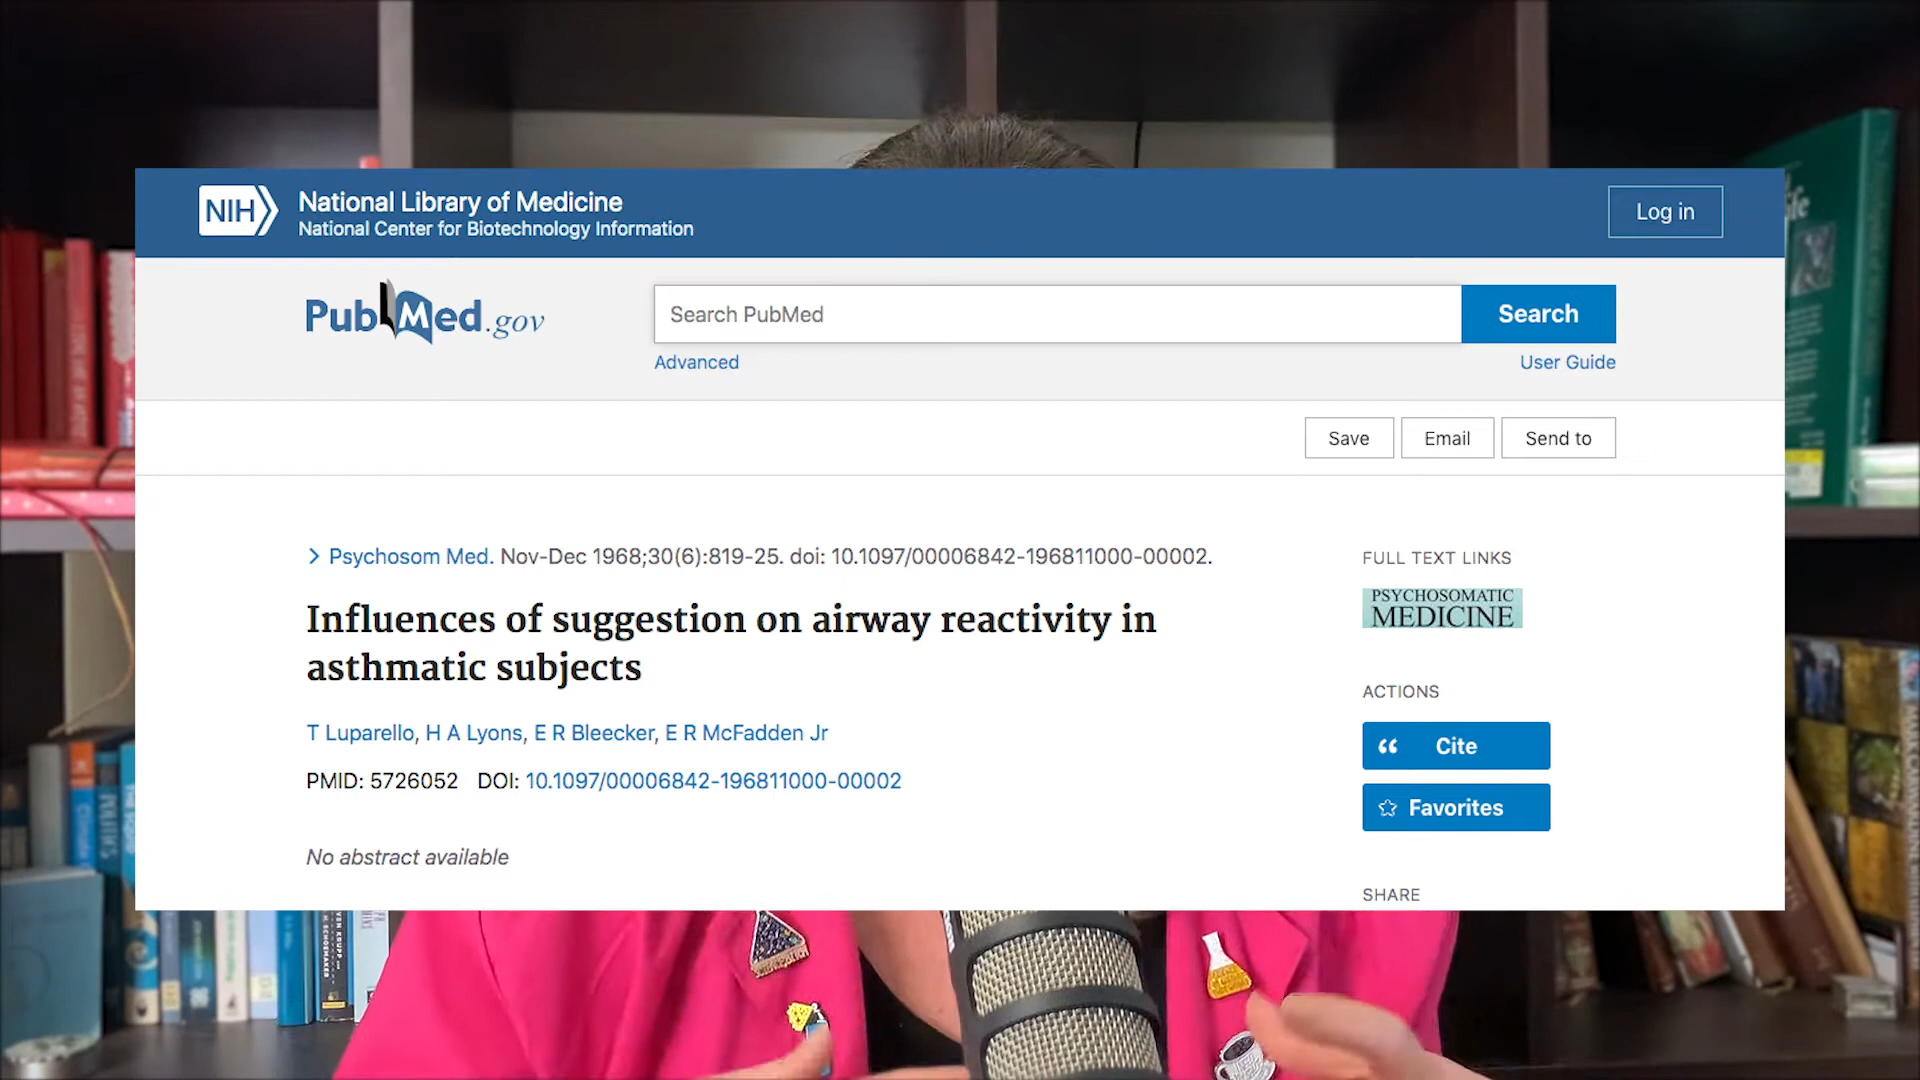 NIH
National Library of Medicine
National Center for Biotechnology Information
Log in
PubMed.gov
Search PubMed
Search
Advanced
User Guide
Save
Email
Send to
Psychosom Med. Nov-Dec 1968;30(6):819-25. doi: 10.1097/00006842-196811000-00002.
Influences of suggestion on airway reactivity in
asthmatic subjects
T Luparello, H A Lyons, E R Bleecker, E R McFadden Jr
PMID: 5726052 DOI: 10.1097/00006842-196811000-00002
No abstract available
FULL TEXT LINKS
PSYCHOSOMATIC
MEDICINE
ACTIONS
Cite
Favorites
SHARE